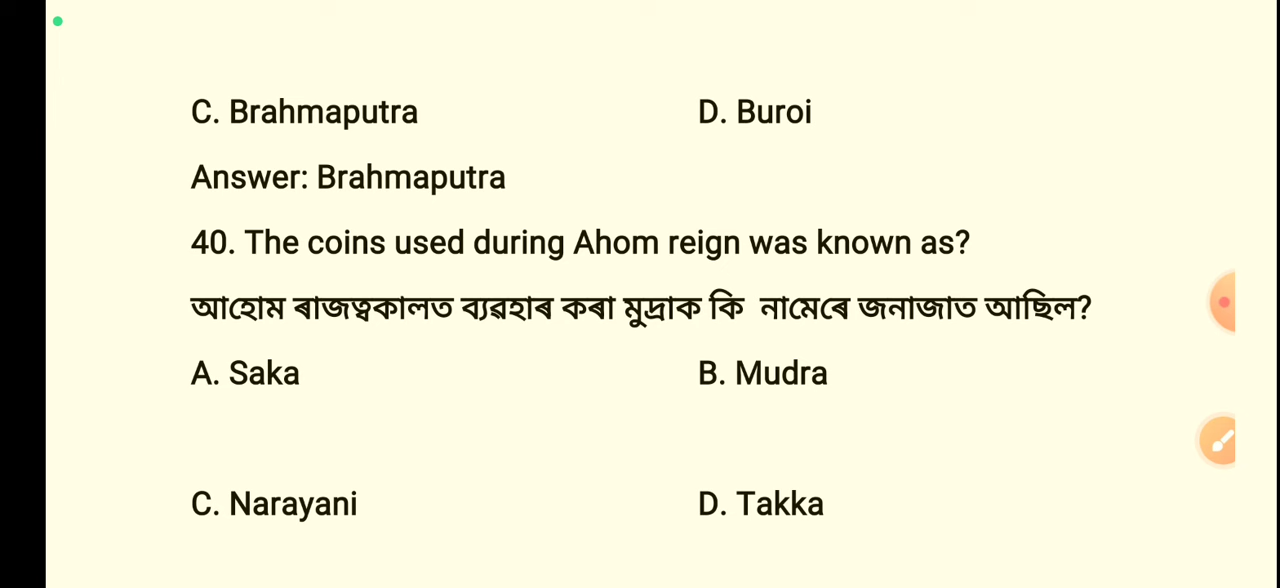 C. Brahmaputra D. Buroi
Answer: Brahmaputra
40. The coins used during Ahom reign was known as?
আহোম ৰাজত্বকালত ব্যৱহাৰ কৰা মুদ্ৰাক কি নামেৰে জনাজাত আছিল?
A. Saka B. Mudra
C. Narayani D. Takka